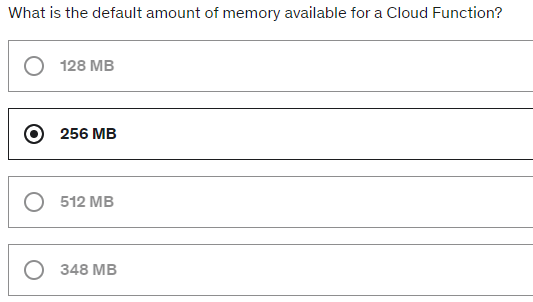 What is the default amount of memory available for a Cloud Function?
128 MB
256 MB
512 MB
348 MB